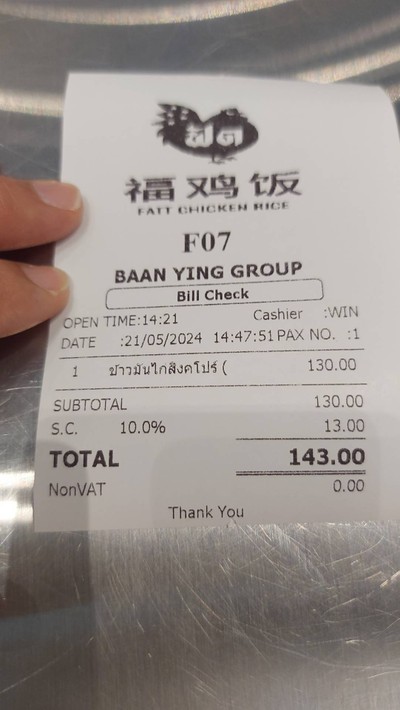 ฟัด
福鸡饭
FATT CHICKEN RICE
F07
BAAN YING GROUP
Bill Check
OPEN TIME:14:21 Cashier :WIN
DATE :21/05/2024 14:47:51 PAX NO. :1
1 ข้าวมันไก่สิงคโปร์ ( 130.00
SUBTOTAL 130.00
S.C. 10.0% 13.00
TOTAL 143.00
NonVAT 0.00
Thank You